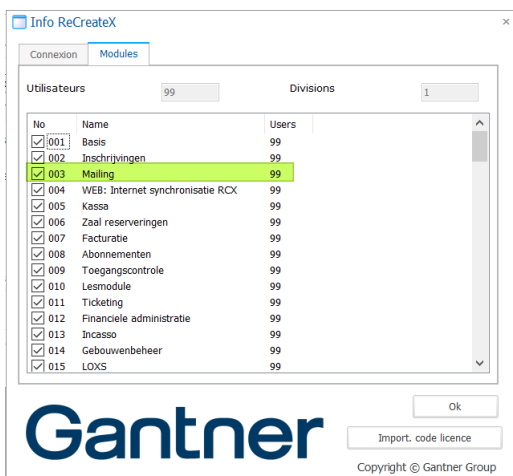 Info ReCreateX
Connexion Modules
Utilisateurs 99 Divisions 1
No Name Users
001 Basis 99
002 Inschrijvingen 99
003 Mailing 99
004 WEB: Internet synchronisatie RCX 99
005 Kassa 99
006 Zaal reserveringen 99
007 Facturatie 99
008 Abonnementen 99
009 Toegangscontrole 99
010 Lesmodule 99
011 Ticketing 99
012 Financiele administratie 99
013 Incasso 99
014 Gebouwenbeheer 99
015 LOXS 99
Ok
Gantner
Import. code licence
Copyright © Gantner Group